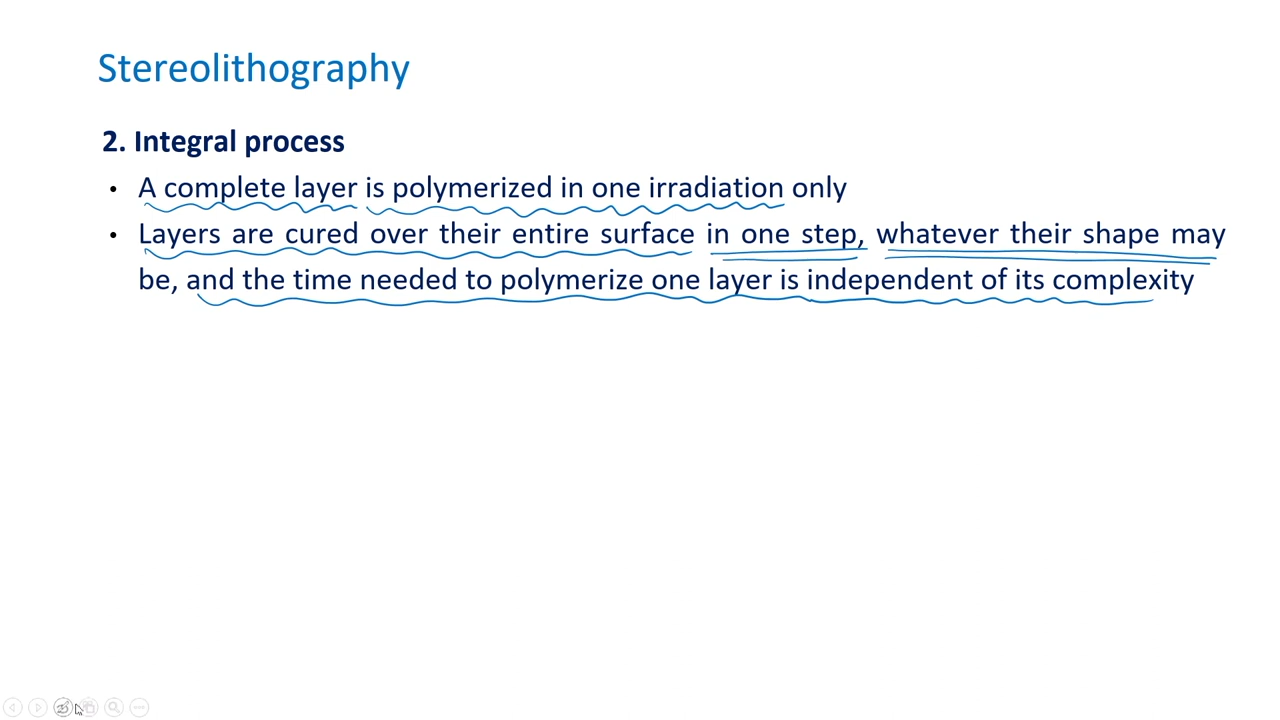 Stereolithography
2. Integral process
• A complete layer is polymerized in one irradiation only
• Layers are cured over their entire surface in one step, whatever their shape may
be, and the time needed to polymerize one layer is independent of its complexity